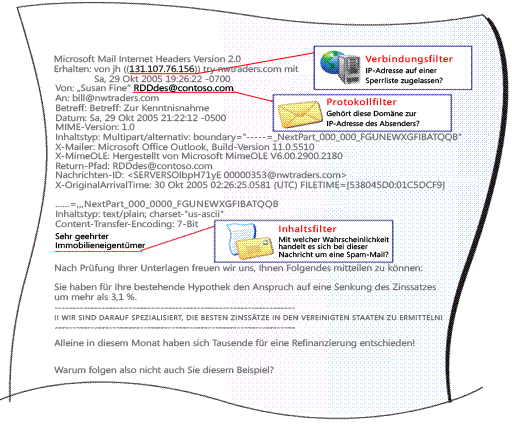 Microsoft Mail Internet Headers Version 2.0
Erhalten: von jh ((131.107.76.156)) try nwtraders.com mit
Sa, 29 Okt 2005 19:26:22 -0700
Von: „Susan Fine" RDDdes@contoso.com
An: bill@nwtraders.com
Betreff: Betreff: Zur Kenntnisnahme
Datum: Sa, 29 Okt 2005 21:22:12 -0500
MIME-Version: 1.0
Inhaltstyp: Multipart/alternativ: boundary="------=_NextPart_000_000_FGUNEWXGFIBATQQB"
X-Mailer: Microsoft Office Outlook, Build-Version 11.0.5510
X-MimeOLE: Hergestellt von Microsoft MimeOLE V6.00.2900.2180
Return-Pfad: RDDdes@contoso.com
Nachrichten-ID: <SERVERSOIbpH71yE 00000353@nwtraders.com>
X-OriginalArrivalTime: 30 Okt 2005 02:26:25.0581 (UTC) FILETIME=[538045D0:01C5DCF9]
Verbindungsfilter
IP-Adresse auf einer
Sperrliste zugelassen?
Protokollfilter
Gehört diese Domäne zur
IP-Adresse des Absenders?
......=,,,NextPart_000_0000_FGUNEWXGFIBATQQB
Inhaltstyp: text/plain; charset-"us-ascii"
Content-Transfer-Encoding: 7-Bit
Sehr geehrter
Immobilieneigentümer
Inhaltsfilter
Mit welcher Wahrscheinlichkeit
handelt es sich bei dieser
Nachricht um eine Spam-Mail?
Nach Prüfung Ihrer Unterlagen freuen wir uns, Ihnen Folgendes mitteilen zu können:
Sie haben für Ihre bestehende Hypothek den Anspruch auf eine Senkung des Zinssatzes
um mehr als 3,1 %.
II WIR SIND DARAUF SPEZIALISIERT, DIE BESTEN ZINSSÄTZE IN DEN VEREINIGTEN STAATEN ZU ERMITTELNI
Alleine in diesem Monat haben sich Tausende für eine Refinanzierung entschieden!
Warum folgen also nicht auch Sie diesem Beispiel?